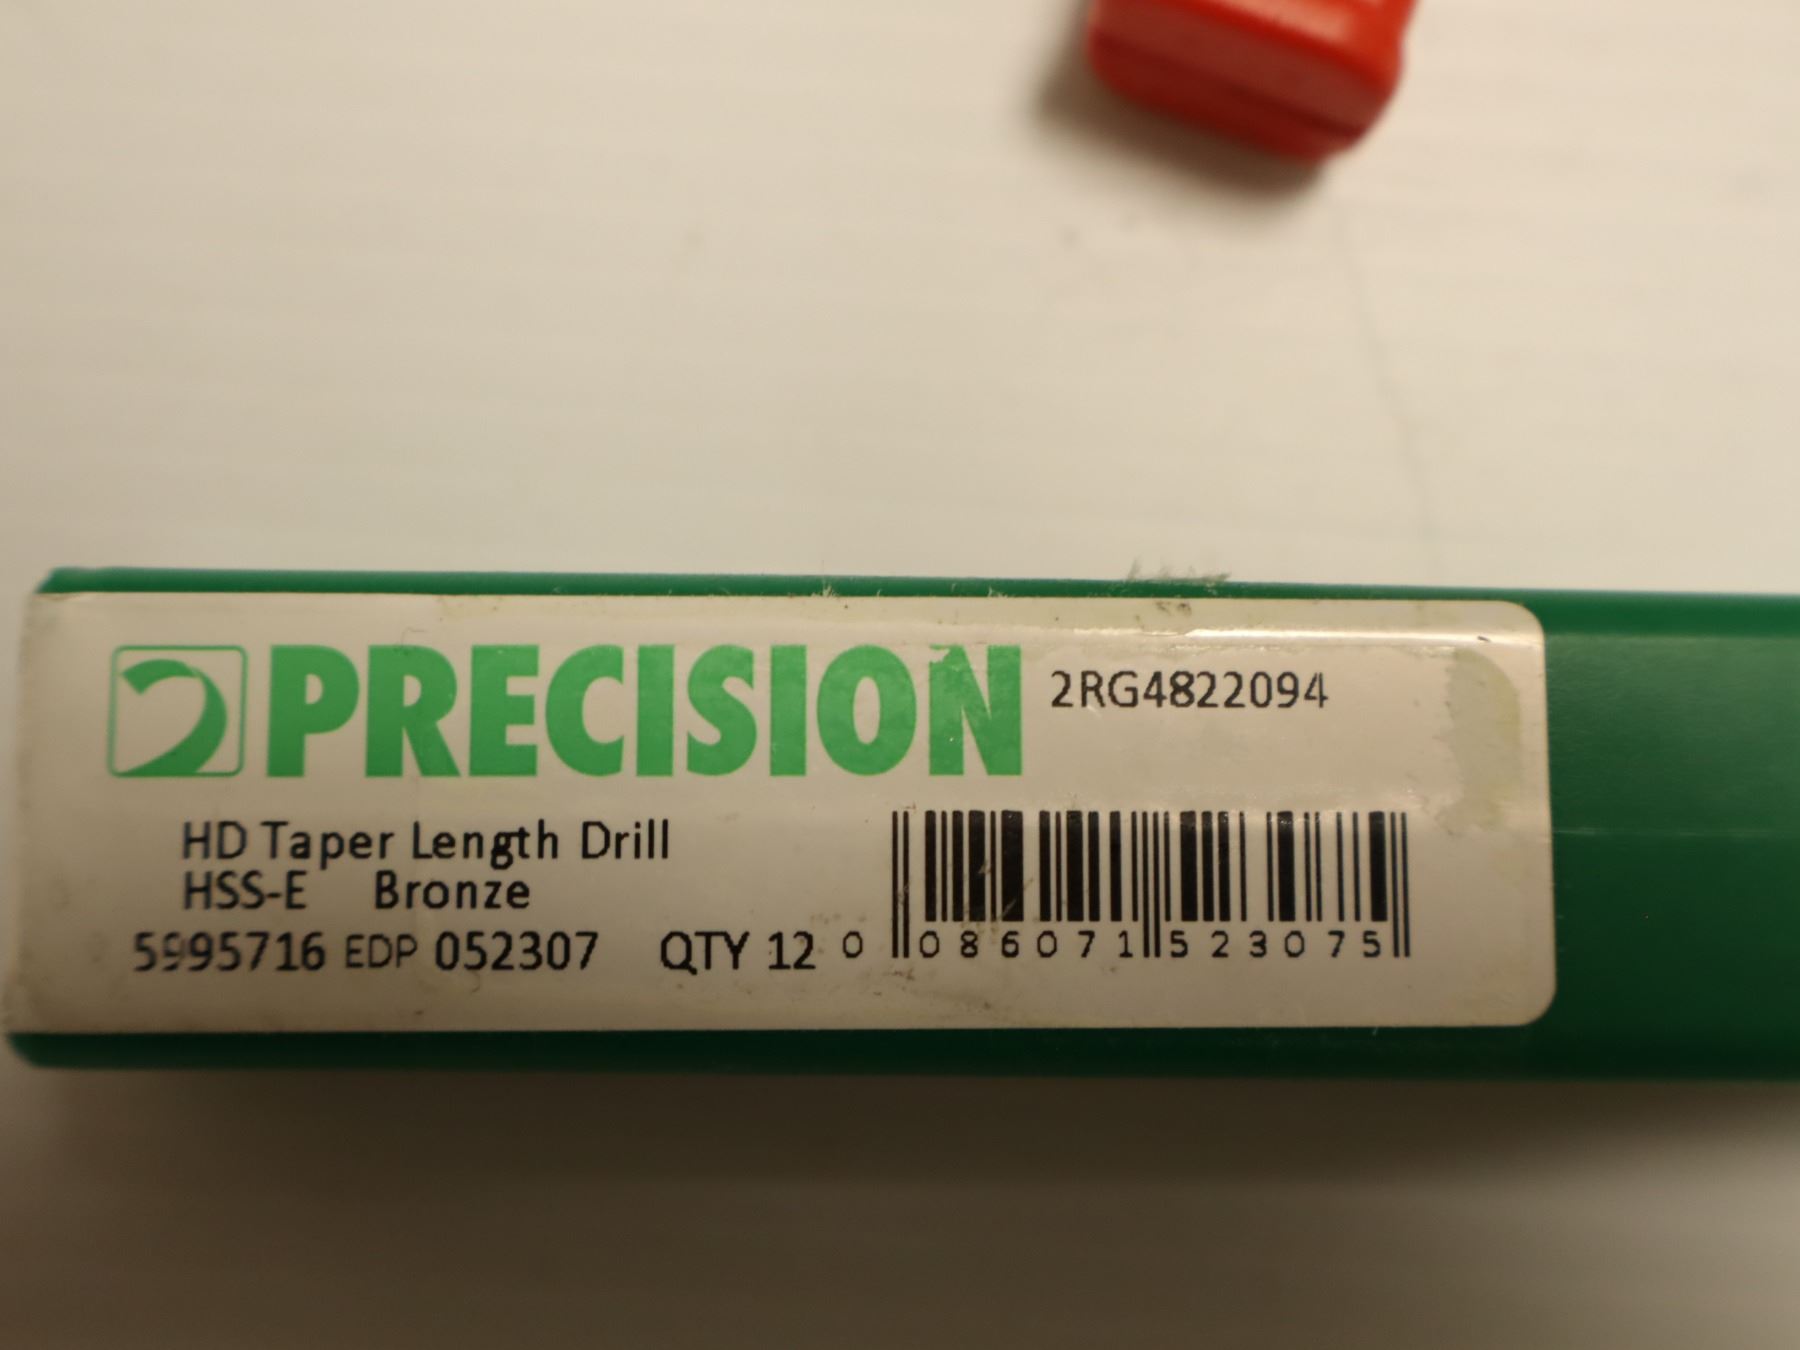 PRECISION 2RG4822094
HD Taper Length Drill
HSS-E Bronze
5995716 EDP 052307 QTY 12
0 086071 523075